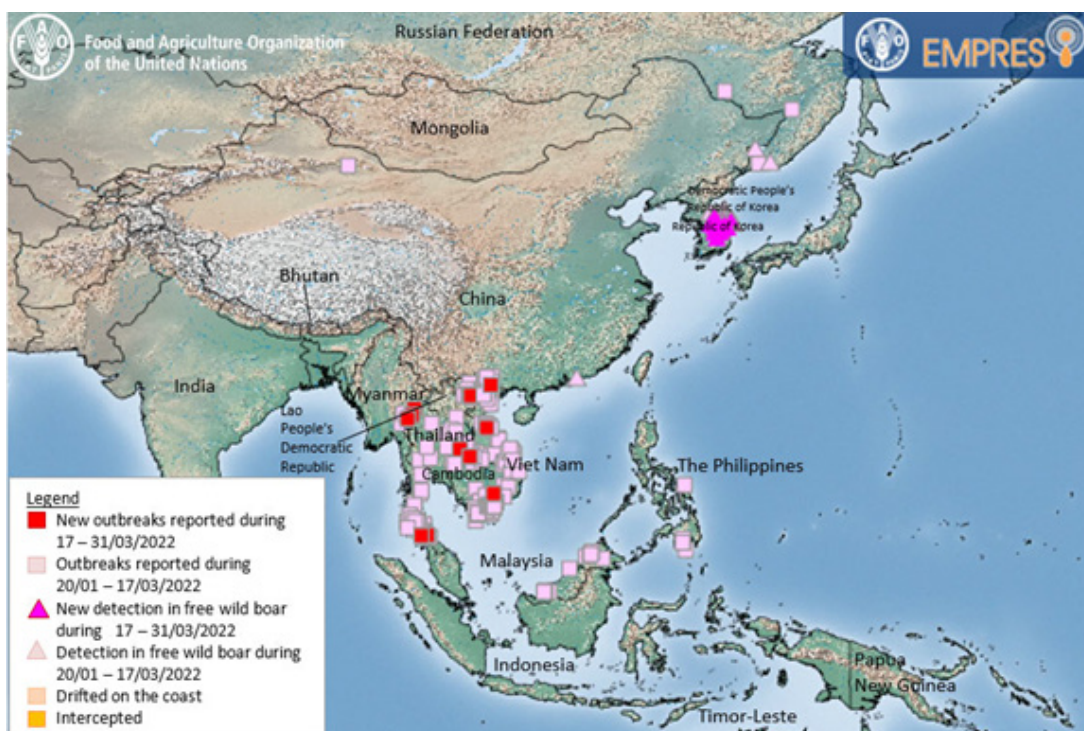 Food and Agriculture Organization
of the United Nations
FAO
EMPRES
Russian Federation
Mongolia
Democratic People's
Republic of Korea
Republic of Korea
Bhutan
China
India
Myanmar
Lao
People's
Democratic
Republic
Thailand
Cambodia
Viet Nam
The Philippines
Malaysia
Indonesia
Papua
New Guinea
Timor-Leste
Legend
New outbreaks reported during
17 – 31/03/2022
Outbreaks reported during
20/01 – 17/03/2022
New detection in free wild boar
during 17 – 31/03/2022
Detection in free wild boar during
20/01 – 17/03/2022
Drifted on the coast
Intercepted